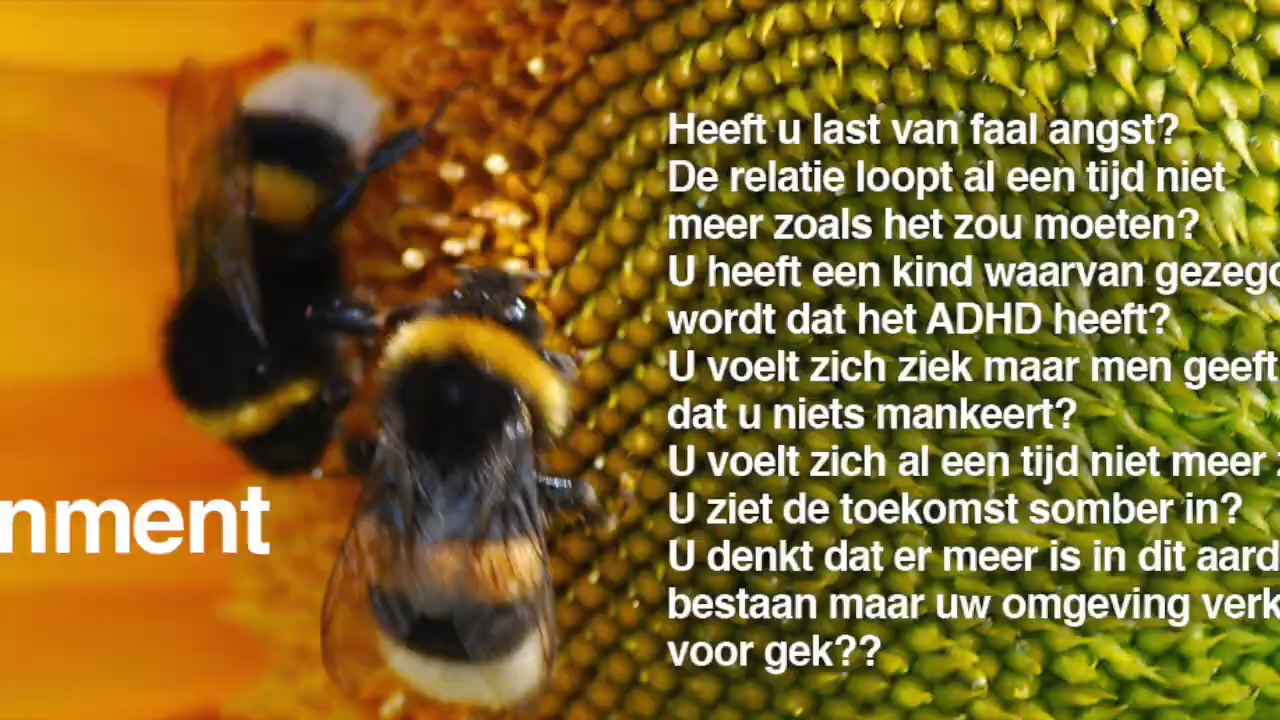 Heeft u last van faal angst?
De relatie loopt al een tijd niet
meer zoals het zou moeten?
U heeft een kind waarvan
wordt dat het ADHD heeft?
U voelt zich ziek maar men geeft
dat u niets mankeert?
U voelt zich al een tijd niet meer
nment
U ziet de toekomst somber in?
U denkt dat er meer is in dit
bestaan maar uw omgeving
voor gek??